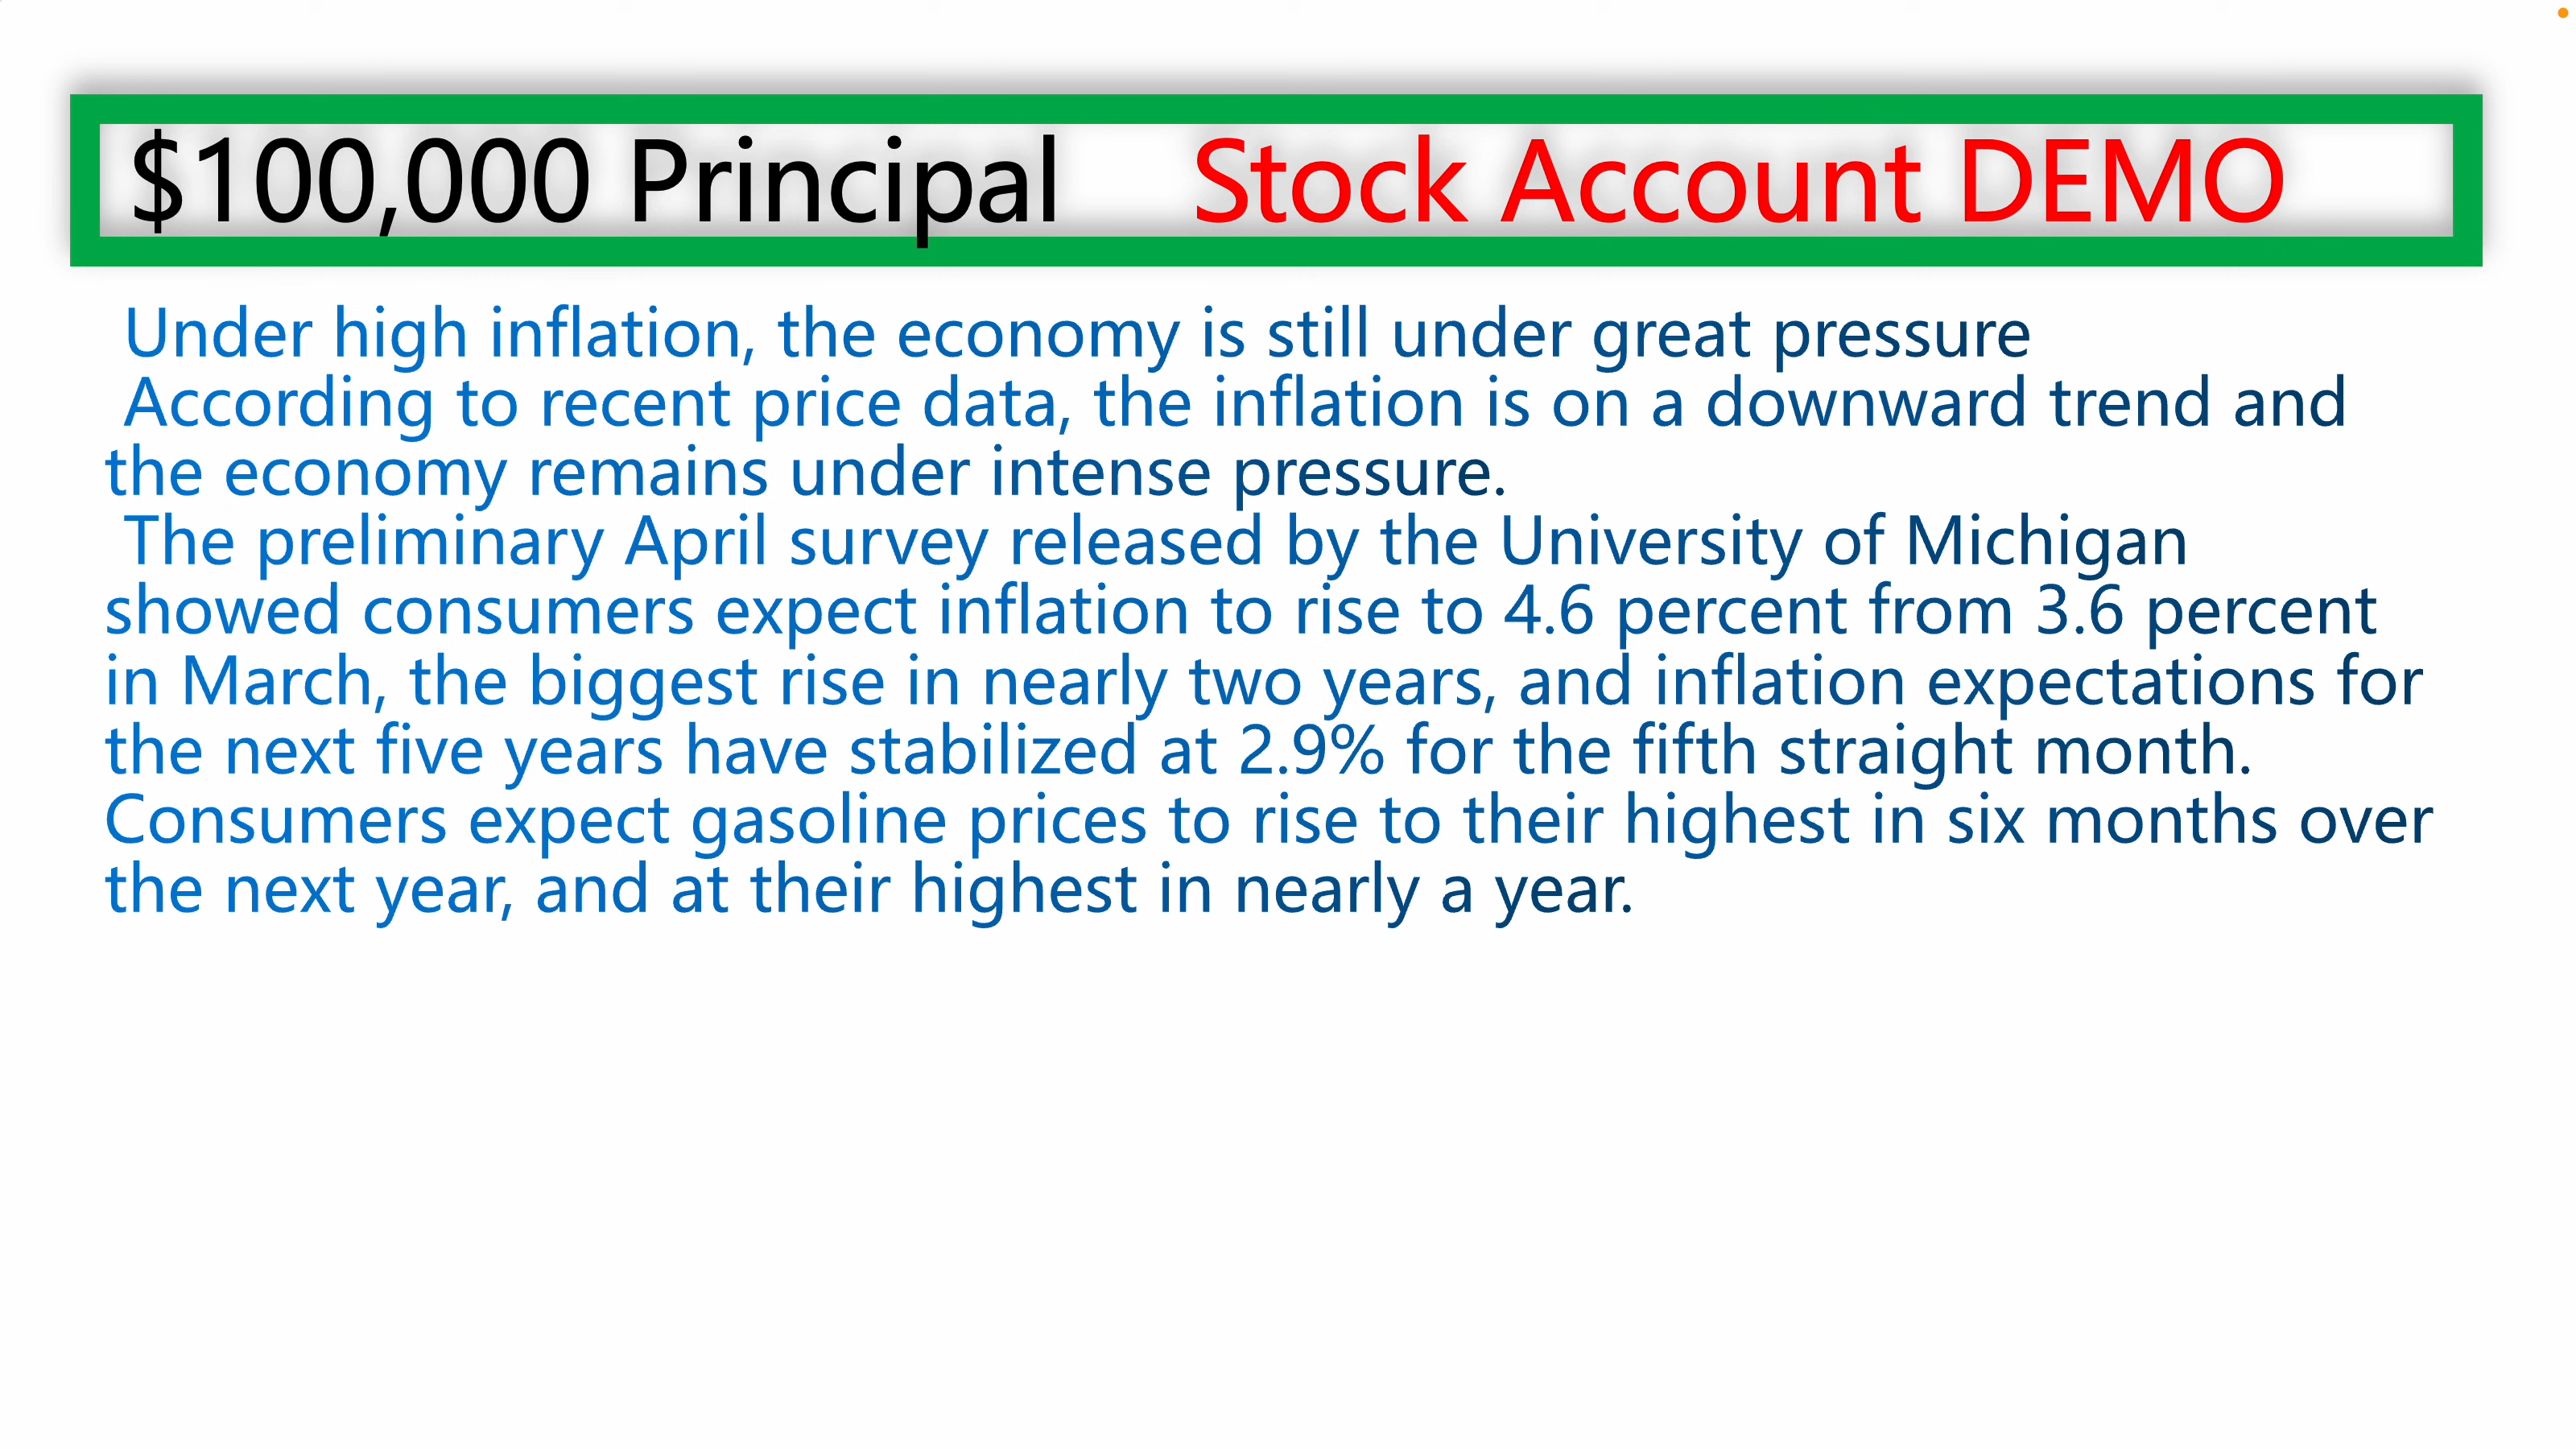 $100,000 Principal Stock Account DEMO
Under high inflation, the economy is still under great pressure
According to recent price data, the inflation is on a downward trend and
the economy remains under intense pressure.
The preliminary April survey released by the University of Michigan
showed consumers expect inflation to rise to 4.6 percent from 3.6 percent
in March, the biggest rise in nearly two years, and inflation expectations for
the next five years have stabilized at 2.9% for the fifth straight month.
Consumers expect gasoline prices to rise to their highest in six months over
the next year, and at their highest in nearly a year.